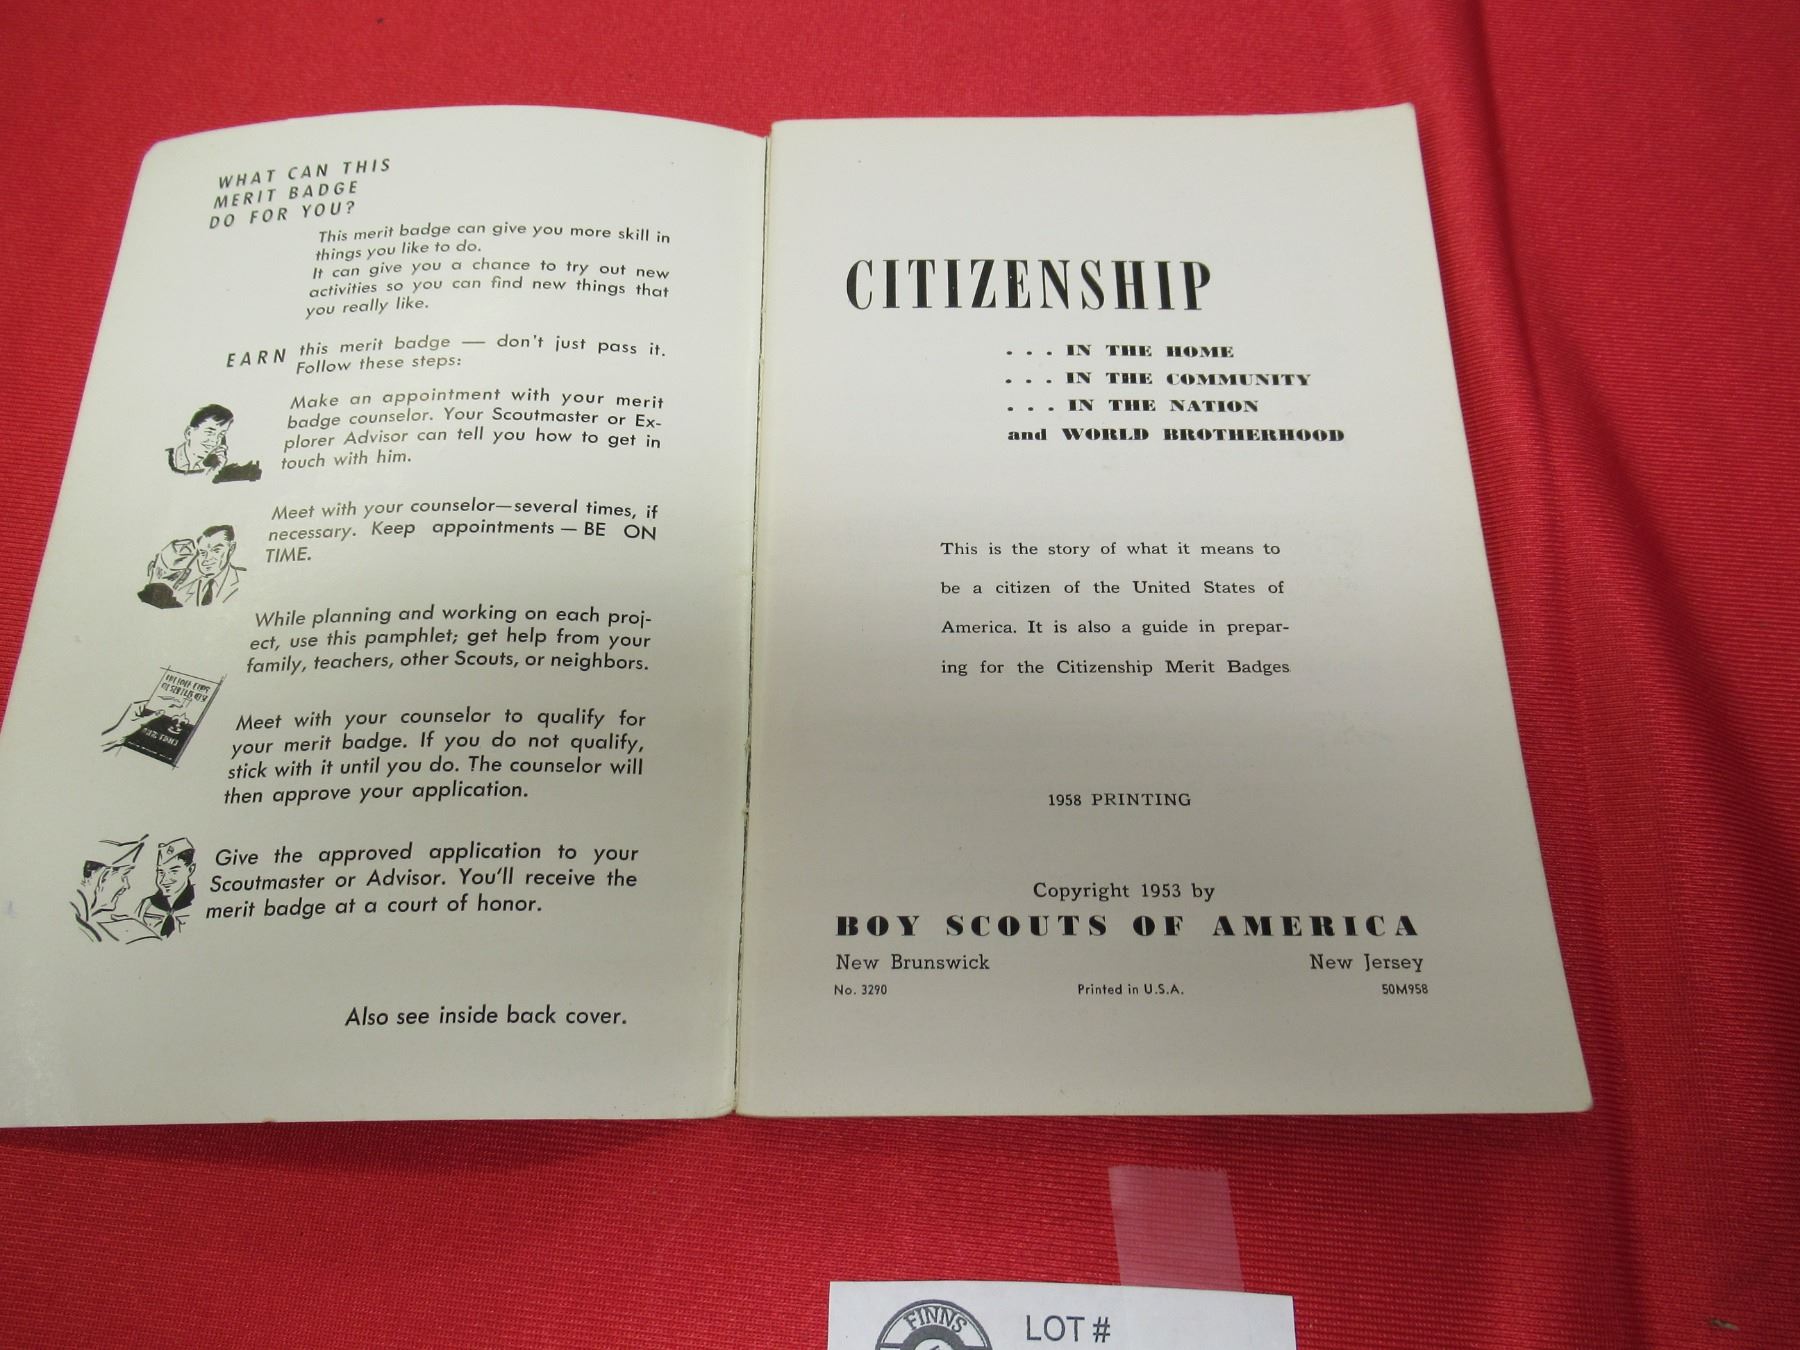 WHAT CAN THIS
MERIT BADGE
DO FOR YOU?
This merit badge can give you more skill in
things you like to do.
It can give you a chance to try out new
activities so you can find new things that
you really like.
EARN this merit badge — don't just pass it.
Follow these steps:
Make an appointment with your merit
badge counselor. Your Scoutmaster or Ex-
plorer Advisor can tell you how to get in
touch with him.
Meet with your counselor—several times, if
necessary. Keep appointments — BE ON
TIME.
While planning and working on each proj-
ect, use this pamphlet; get help from your
family, teachers, other Scouts, or neighbors.
Meet with your counselor to qualify for
your merit badge. If you do not qualify,
stick with it until you do. The counselor will
then approve your application.
Give the approved application to your
Scoutmaster or Advisor. You'll receive the
merit badge at a court of honor.
Also see inside back cover.
CITIZENSHIP
. . . IN THE HOME
. . . IN THE COMMUNITY
. . . IN THE NATION
and WORLD BROTHERHOOD
This is the story of what it means to
be a citizen of the United States of
America. It is also a guide in prepar-
ing for the Citizenship Merit Badges
1958 PRINTING
Copyright 1953 by
BOY SCOUTS OF AMERICA
New Brunswick New Jersey
No. 3290 Printed in U.S.A. 50M958
FINNS
LOT #